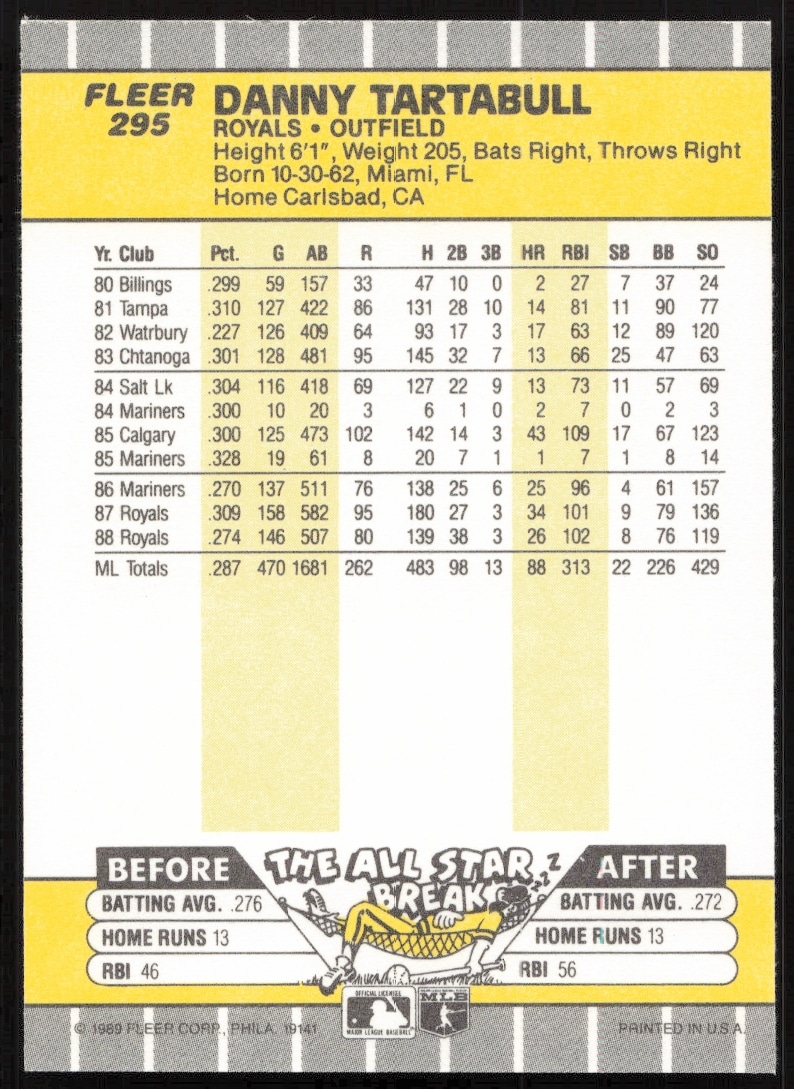 FLEER
295
DANNY TARTABULL
ROYALS • OUTFIELD
Height 6'1", Weight 205, Bats Right, Throws Right
Born 10-30-62, Miami, FL
Home Carlsbad, CA
Yr. Club Pct. G AB R H 2B 3B HR RBI SB BB SO
80 Billings .299 59 157 33 47 10 0 2 27 7 37 24
81 Tampa .310 127 422 86 131 28 10 14 81 11 90 77
82 Watrbury .227 126 409 64 93 17 3 17 63 12 89 120
83 Chtanoga .301 128 481 95 145 32 7 13 66 25 47 63
84 Salt Lk .304 116 418 69 127 22 9 13 73 11 57 69
84 Mariners .300 10 20 3 6 1 0 2 7 0 2 3
85 Calgary .300 125 473 102 142 14 3 43 109 17 67 123
85 Mariners .328 19 61 8 20 7 1 1 7 1 8 14
86 Mariners .270 137 511 76 138 25 6 25 96 4 61 157
87 Royals .309 158 582 95 180 27 3 34 101 9 79 136
88 Royals .274 146 507 80 139 38 3 26 102 8 76 119
ML Totals .287 470 1681 262 483 98 13 88 313 22 226 429
BEFORE THE ALL STAR BREAK ZZZZ AFTER
BATTING AVG. .276
HOME RUNS 13
RBI 46
BATTING AVG. .272
HOME RUNS 13
RBI 56
OFFICIAL LICENSEE
MAJOR LEAGUE BASEBALL
MLB
© 1989 FLEER CORP., PHILA. 19141
PRINTED IN U.S.A.